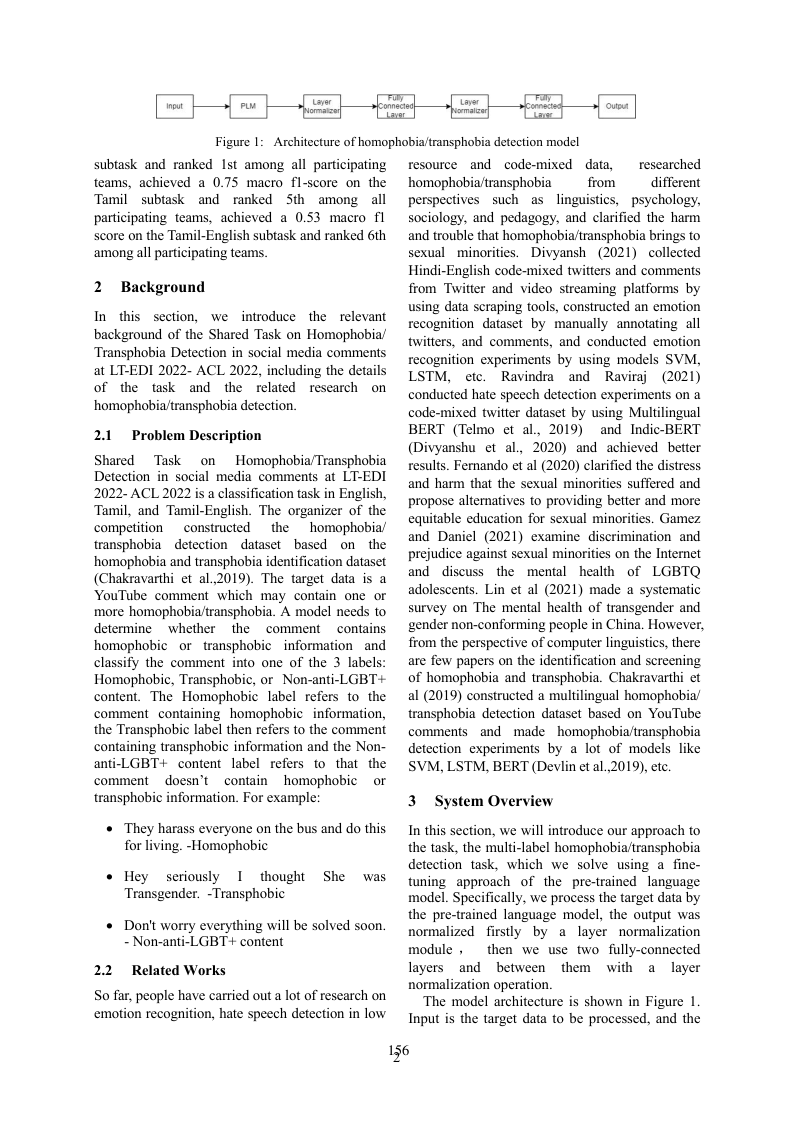 Input
PLM
Layer
Normalizer
Fully
Connected
Layer
Layer
Normalizer
Fully
Connected
Layer
Output
Figure 1: Architecture of homophobia/transphobia detection model
subtask and ranked 1st among all participating
teams, achieved a 0.75 macro f1-score on the
Tamil subtask and ranked 5th among all
participating teams, achieved a 0.53 macro f1
score on the Tamil-English subtask and ranked 6th
among all participating teams.
2 Background
In this section, we introduce the relevant
background of the Shared Task on Homophobia/
Transphobia Detection in social media comments
at LT-EDI 2022- ACL 2022, including the details
of the task and the related research on
homophobia/transphobia detection.
2.1 Problem Description
Shared Task on Homophobia/Transphobia
Detection in social media comments at LT-EDI
2022- ACL 2022 is a classification task in English,
Tamil, and Tamil-English. The organizer of the
competition constructed the homophobia/
transphobia detection dataset based on the
homophobia and transphobia identification dataset
(Chakravarthi et al.,2019). The target data is a
YouTube comment which may contain one or
more homophobia/transphobia. A model needs to
determine whether the comment contains
homophobic or transphobic information and
classify the comment into one of the 3 labels:
Homophobic, Transphobic, or Non-anti-LGBT+
content. The Homophobic label refers to the
comment containing homophobic information,
the Transphobic label then refers to the comment
containing transphobic information and the Non-
anti-LGBT+ content label refers to that the
comment doesn’t contain homophobic or
transphobic information. For example:
• They harass everyone on the bus and do this
for living. -Homophobic
• Hey seriously I thought She was
Transgender. -Transphobic
• Don't worry everything will be solved soon.
- Non-anti-LGBT+ content
2.2 Related Works
So far, people have carried out a lot of research on
emotion recognition, hate speech detection in low
resource and code-mixed data, researched
homophobia/transphobia from different
perspectives such as linguistics, psychology,
sociology, and pedagogy, and clarified the harm
and trouble that homophobia/transphobia brings to
sexual minorities. Divyansh (2021) collected
Hindi-English code-mixed twitters and comments
from Twitter and video streaming platforms by
using data scraping tools, constructed an emotion
recognition dataset by manually annotating all
twitters, and comments, and conducted emotion
recognition experiments by using models SVM,
LSTM, etc. Ravindra and Raviraj (2021)
conducted hate speech detection experiments on a
code-mixed twitter dataset by using Multilingual
BERT (Telmo et al., 2019) and Indic-BERT
(Divyanshu et al., 2020) and achieved better
results. Fernando et al (2020) clarified the distress
and harm that the sexual minorities suffered and
propose alternatives to providing better and more
equitable education for sexual minorities. Gamez
and Daniel (2021) examine discrimination and
prejudice against sexual minorities on the Internet
and discuss the mental health of LGBTQ
adolescents. Lin et al (2021) made a systematic
survey on The mental health of transgender and
gender non-conforming people in China. However,
from the perspective of computer linguistics, there
are few papers on the identification and screening
of homophobia and transphobia. Chakravarthi et
al (2019) constructed a multilingual homophobia/
transphobia detection dataset based on YouTube
comments and made homophobia/transphobia
detection experiments by a lot of models like
SVM, LSTM, BERT (Devlin et al.,2019), etc.
3 System Overview
In this section, we will introduce our approach to
the task, the multi-label homophobia/transphobia
detection task, which we solve using a fine-
tuning approach of the pre-trained language
model. Specifically, we process the target data by
the pre-trained language model, the output was
normalized firstly by a layer normalization
module ， then we use two fully-connected
layers and between them with a layer
normalization operation.
The model architecture is shown in Figure 1.
Input is the target data to be processed, and the
156
2